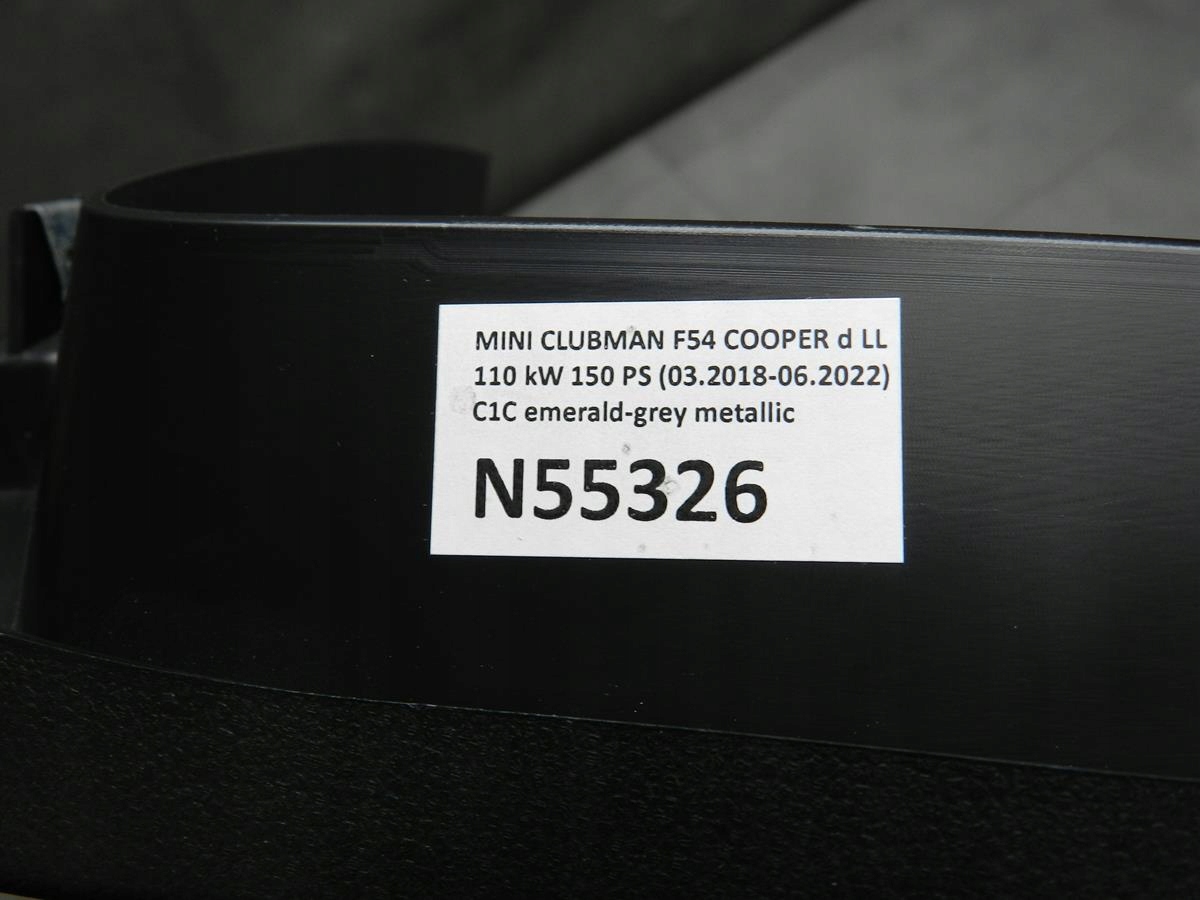 MINI CLUBMAN F54 COOPER d LL
110 kW 150 PS (03.2018-06.2022)
C1C emerald-grey metallic
N55326